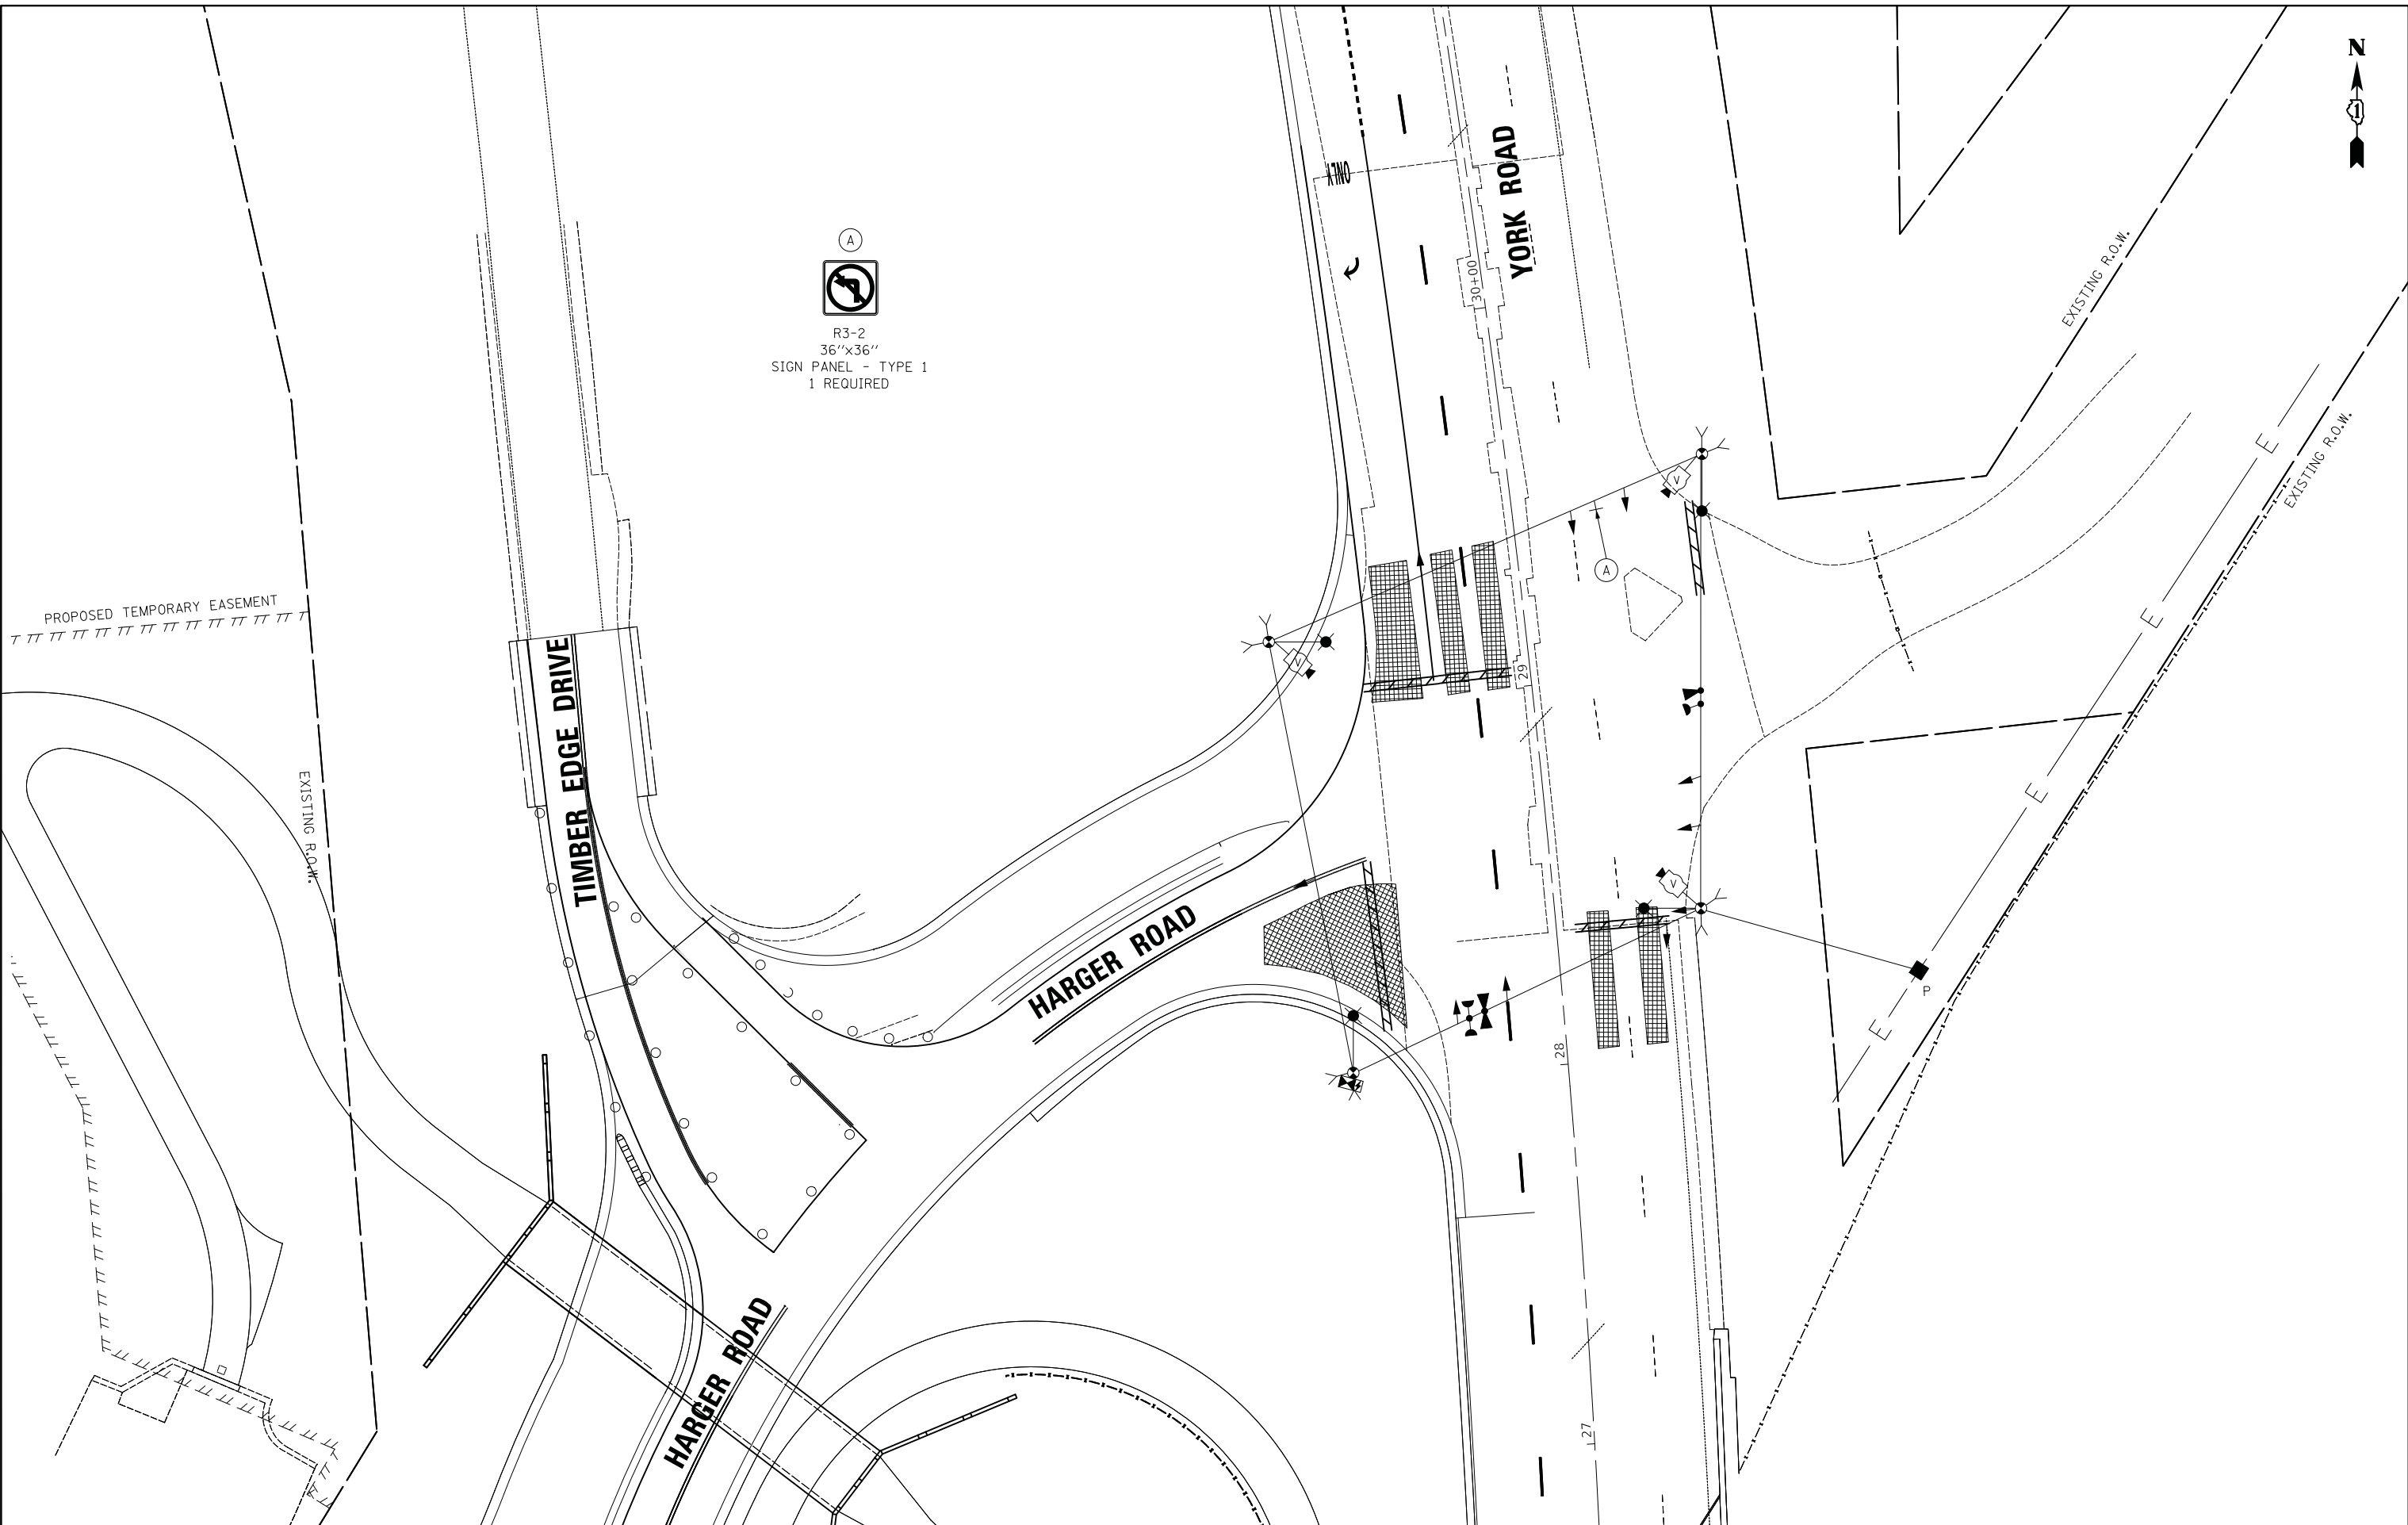 N
1
ONLY
YORK ROAD
A
R3-2
36''x36''
SIGN PANEL - TYPE 1
1 REQUIRED
30+00
EXISTING R.O.W.
EXISTING R.O.W.
E
V
A
PROPOSED TEMPORARY EASEMENT
E
V
29
TIMBER EDGE DRIVE
EXISTING R.O.W.
E
V
HARGER ROAD
P
E
28
HARGER ROAD
27